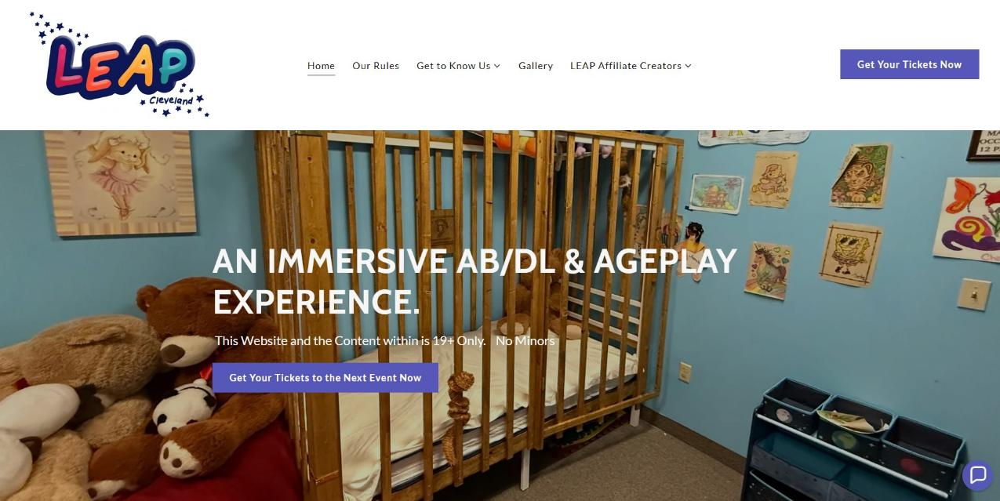 LEAP
Cleveland
Home
Our Rules
Get to Know Us
Gallery
LEAP Affiliate Creators
Get Your Tickets Now
AN IMMERSIVE AB/DL & AGEPLAY
EXPERIENCE.
This Website and the Content within is 19+ Only. No Minors
Get Your Tickets to the Next Event Now